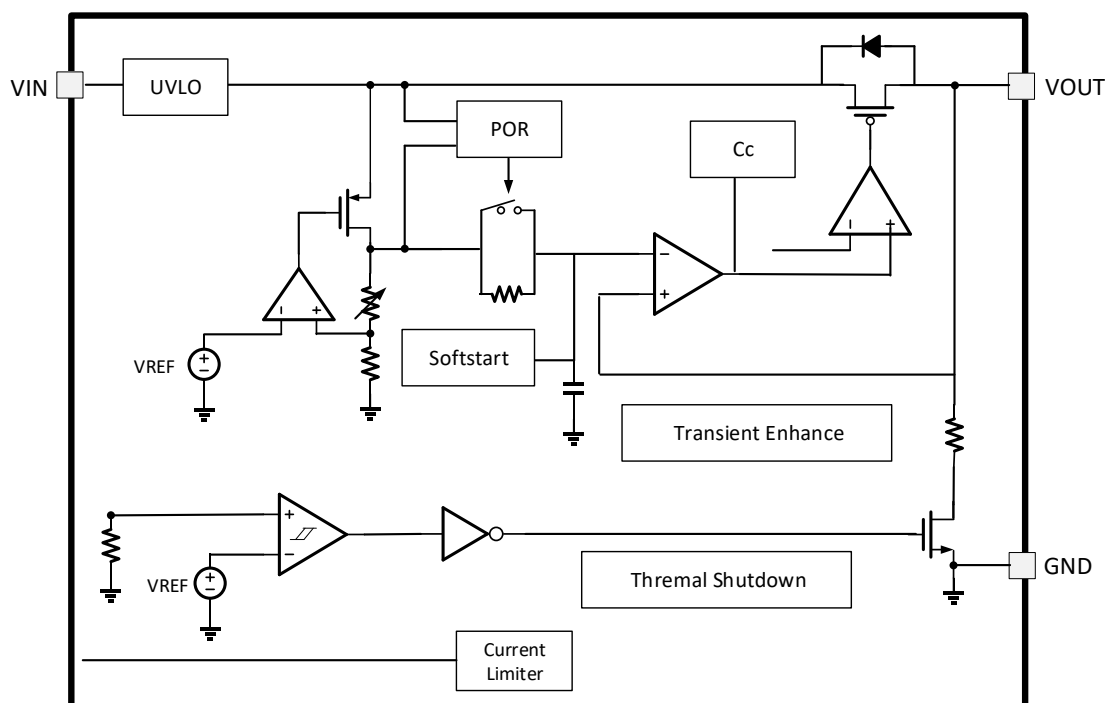 VIN
UVLO
VOUT
POR
Cc
VREF
Softstart
Transient Enhance
VREF
Thremal Shutdown
GND
Current
Limiter